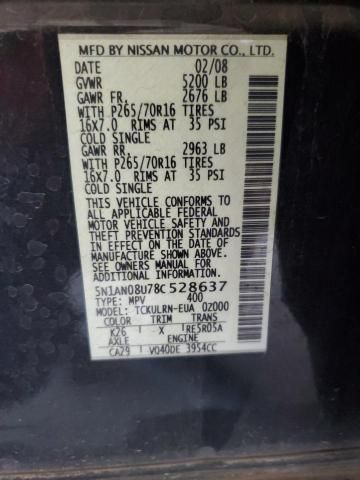 MFD BY NISSAN MOTOR CO., LTD.
DATE 02/08
GVWR 5200 LB
GAWR FR. 2676 LB
WITH P265/70R16 TIRES
16X7.0 RIMS AT 35 PSI
COLD SINGLE
GAWR RR. 2963 LB
WITH P265/70R16 TIRES
16X7.0 RIMS AT 35 PSI
COLD SINGLE
THIS VEHICLE CONFORMS TO
ALL APPLICABLE FEDERAL
MOTOR VEHICLE SAFETY AND
THEFT PREVENTION STANDARDS
IN EFFECT ON THE DATE OF
MANUFACTURE SHOWN ABOVE.
SEE OWNERS MANUAL
5N1AN08U78C528637
TYPE: MPV 400
MODEL: TCKULRN-EUA 0Z000
COLOR TRIM TRANS
K26 X RE5R05A
AXLE ENGINE
CA29 VQ40DE 3954CC